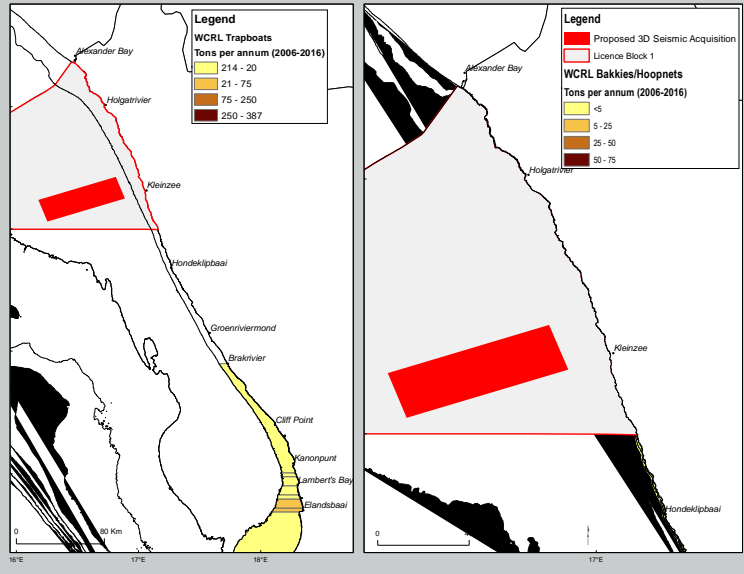 Legend
WCRL Trapboats
Tons per annum (2006-2016)
214 - 20
21 - 75
75 - 250
250 - 387
Alexander Bay
Holgatrivier
Kleinzee
Hondeklipbaai
Groenriviermond
Brakrivier
Cliff Point
Kanonpunt
Lambert's Bay
Elandsbaai
0 80 Km
16°E 17°E 18°E
Legend
Proposed 3D Seismic Acquisition
Licence Block 1
WCRL Bakkies/Hoopnets
Tons per annum (2006-2016)
<5
5 - 25
25 - 50
50 - 75
Alexander Bay
Holgatrivier
Kleinzee
Hondeklipbaai
0 4
17°E